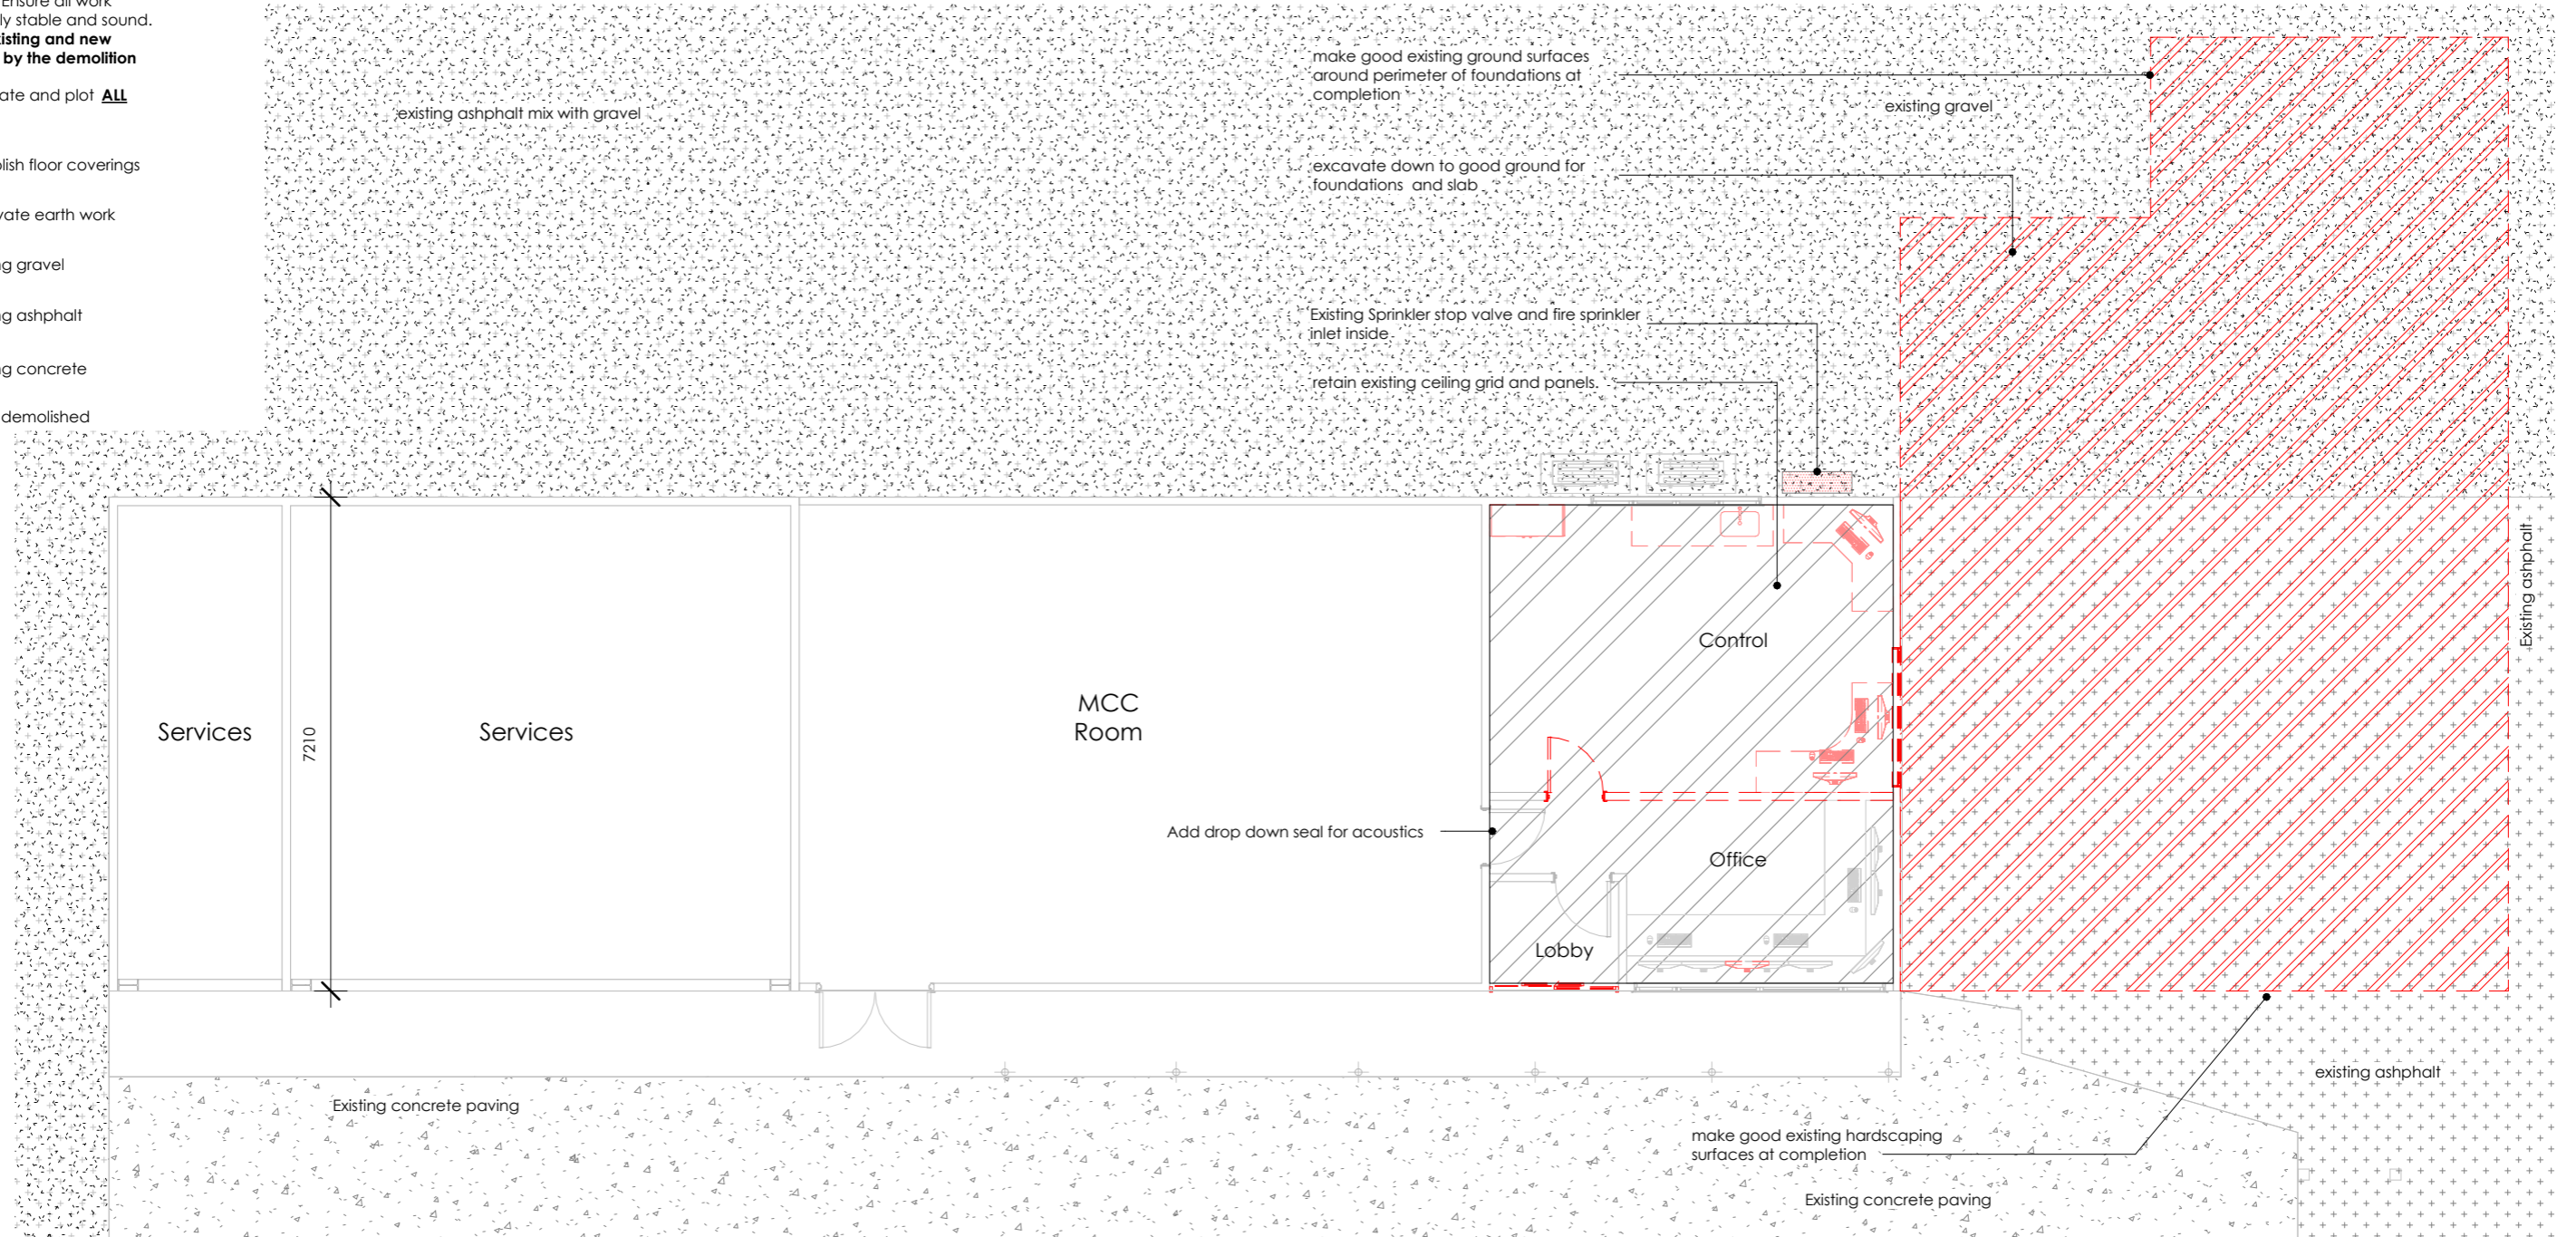 Ensure all work
ly stable and sound.
isting and new
by the demolition
ate and plot ALL
olish floor coverings
vate earth work
ng gravel
ng ashphalt
ng concrete
demolished
existing ashphalt mix with gravel
make good existing ground surfaces
around perimeter of foundations at
completion
existing gravel
excavate down to good ground for
foundations and slab
Existing Sprinkler stop valve and fire sprinkler
inlet inside
retain existing ceiling grid and panels.
Existing ashphalt
Control
MCC
Room
Services
7210
Services
Add drop down seal for acoustics
Office
Lobby
existing ashphalt
Existing concrete paving
make good existing hardscaping
surfaces at completion
Existing concrete paving